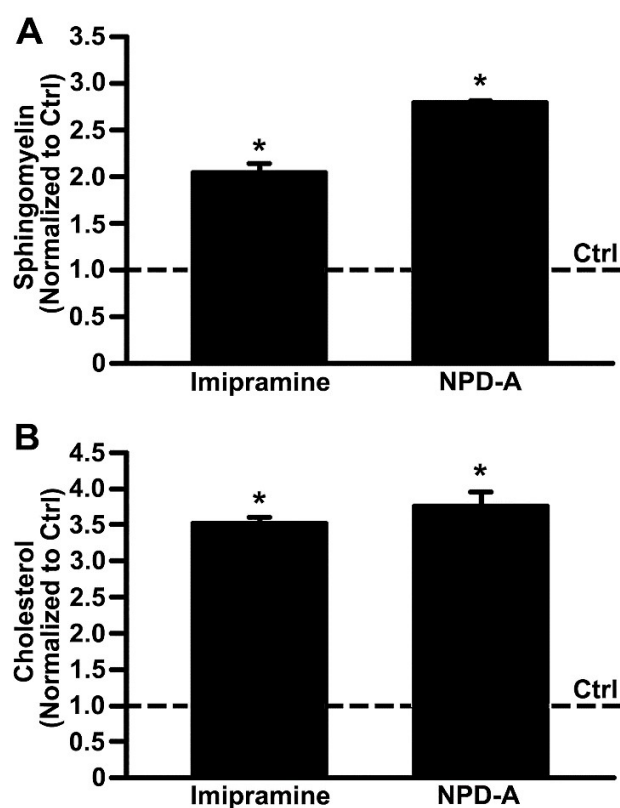 A
Sphingomyelin
(Normalized to Ctrl)
3.5
3.0
2.5
2.0
1.5
1.0
0.5
0
*
*
Ctrl
Imipramine NPD-A
B
Cholesterol
(Normalized to Ctrl)
4.5
4.0
3.5
3.0
2.5
2.0
1.5
1.0
0.5
0
*
*
Ctrl
Imipramine NPD-A